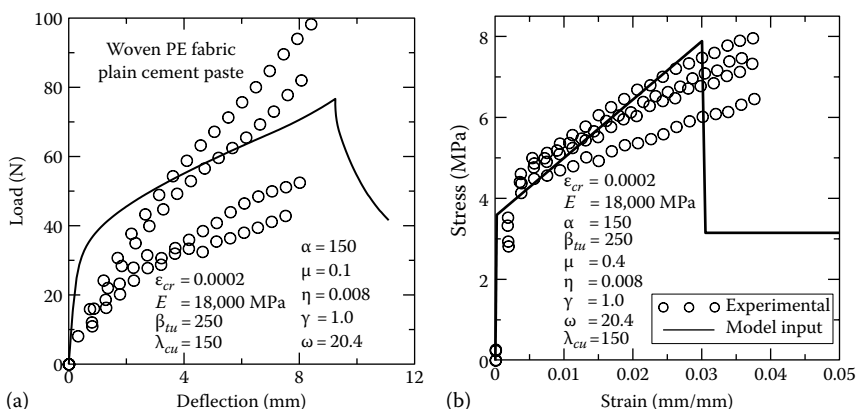 100
80
60
40
20
0
Load (N)
Woven PE fabric
plain cement paste
ε_cr = 0.0002
E = 18,000 MPa
β_tu = 250
λ_cu = 150
α = 150
μ = 0.1
η = 0.008
γ = 1.0
ω = 20.4
0 4 8 12
Deflection (mm)
(a)
8
6
4
2
0
Stress (MPa)
ε_cr = 0.0002
E = 18,000 MPa
α = 150
β_tu = 250
μ = 0.4
η = 0.008
γ = 1.0
ω = 20.4
λ_cu = 150
Experimental
Model input
0 0.01 0.02 0.03 0.04 0.05
Strain (mm/mm)
(b)